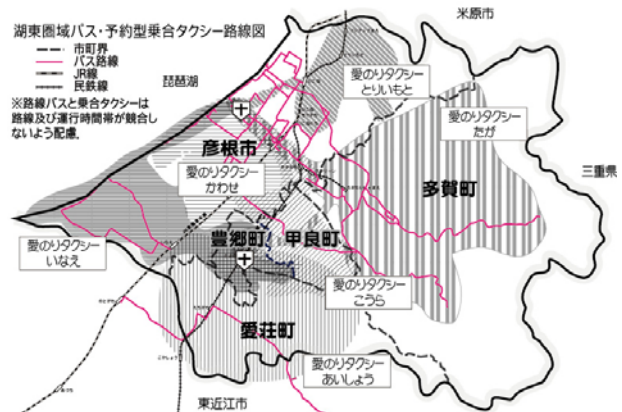 湖東圏域バス・予約型乗合タクシー路線図
市町界
バス路線
JR線
民鉄線
※路線バスと乗合タクシーは
路線及び運行時間帯が競合し
ないよう配慮。
米原市
琵琶湖
愛のりタクシー
とりいもと
愛のりタクシー
たが
彦根市
愛のりタクシー
かわせ
多賀町
三重県
愛のりタクシー
いなえ
豊郷町
甲良町
愛のりタクシー
こうら
愛荘町
愛のりタクシー
あいしょう
東近江市